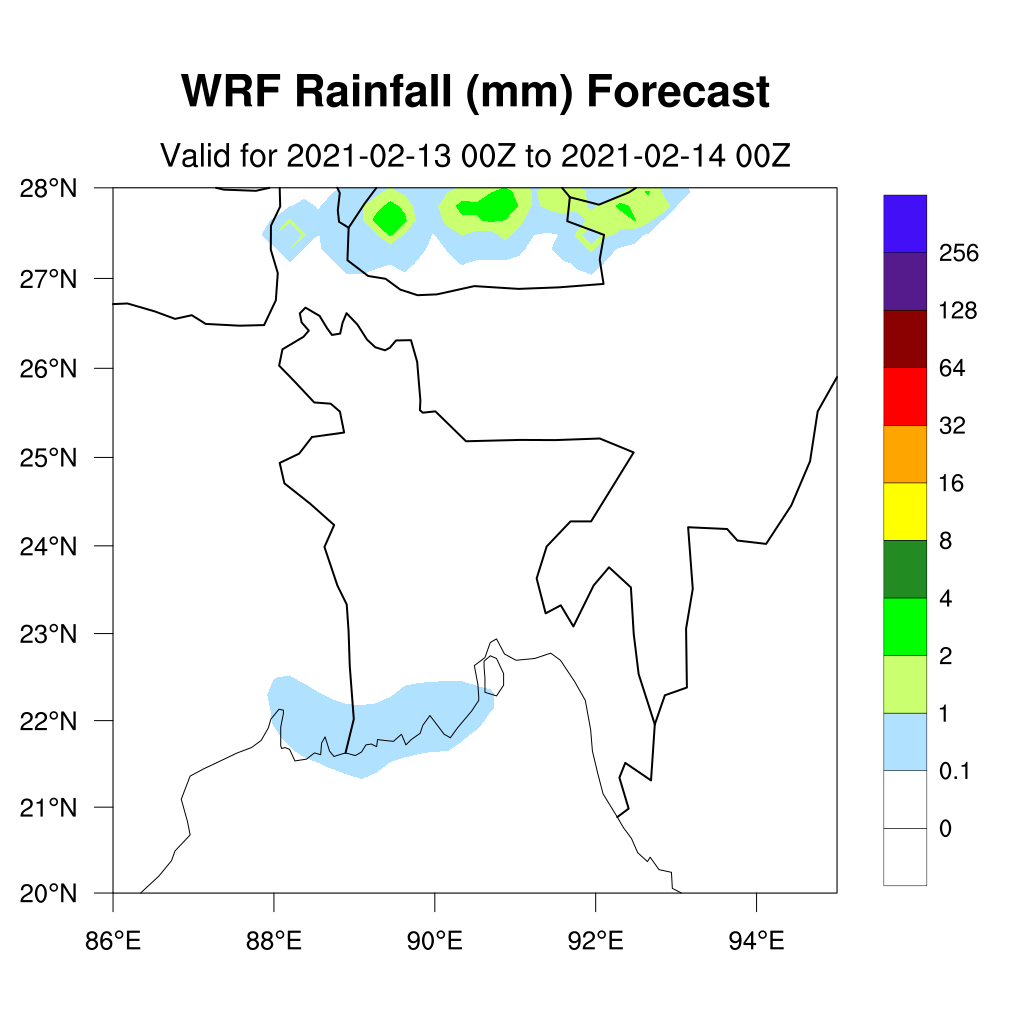 WRF Rainfall (mm) Forecast
Valid for 2021-02-13 00Z to 2021-02-14 00Z
28°N
27°N
26°N
25°N
24°N
23°N
22°N
21°N
20°N
86°E
88°E
90°E
92°E
94°E
256
128
64
32
16
8
4
2
1
0.1
0